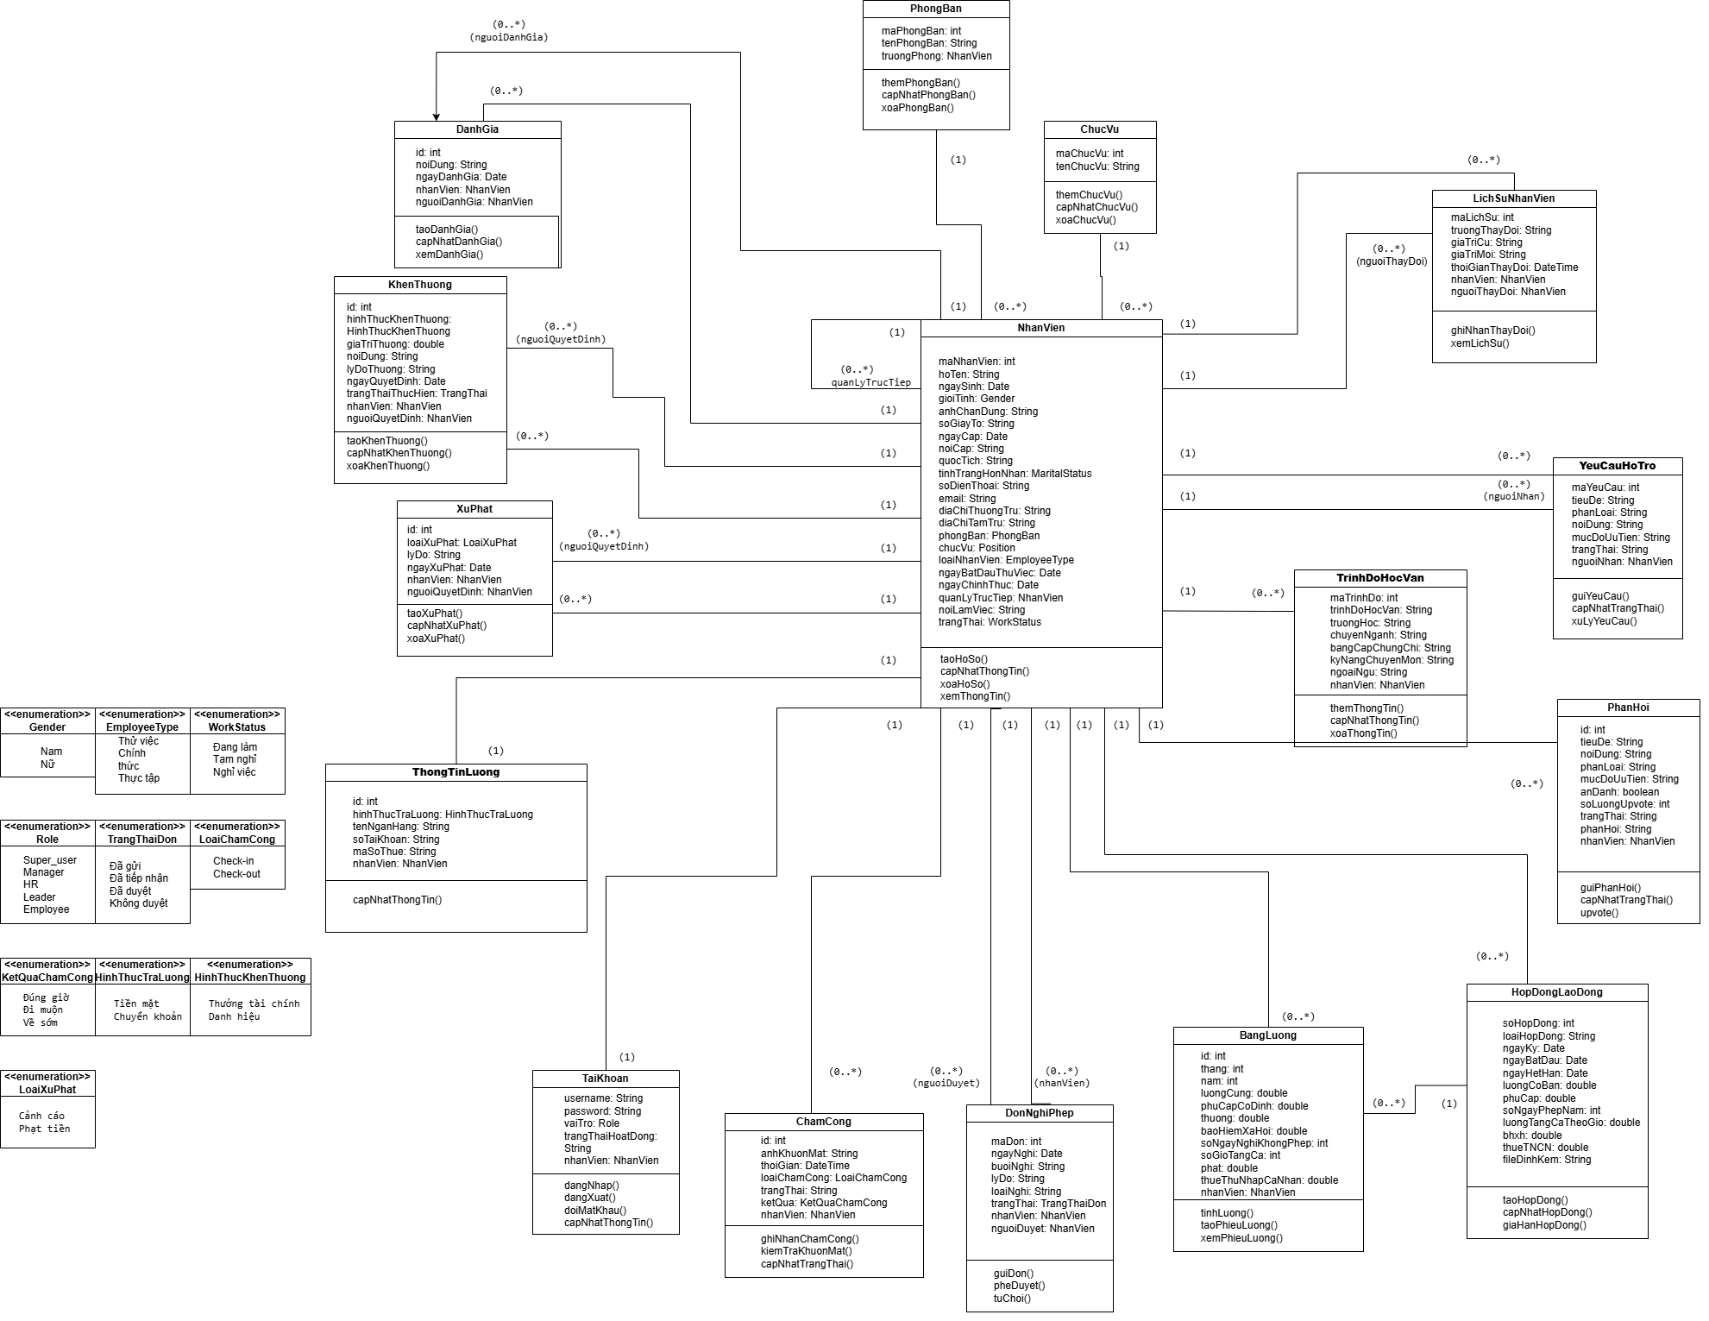 PhongBan
maPhongBan: int
tenPhongBan: String
truongPhong: NhanVien
themPhongBan()
capNhatPhongBan()
xoaPhongBan()
(0..*)
(nguoiDanhGia)
(0..*)
DanhGia
id: int
noiDung: String
ngayDanhGia: Date
nhanVien: NhanVien
nguoiDanhGia: NhanVien
taoDanhGia()
capNhatDanhGia()
xemDanhGia()
(1)
ChucVu
maChucVu: int
tenChucVu: String
themChucVu()
capNhatChucVu()
xoaChucVu()
(1)
(0..*)
LichSuNhanVien
maLichSu: int
truongThayDoi: String
giaTriCu: String
giaTriMoi: String
thoiGianThayDoi: DateTime
nhanVien: NhanVien
nguoiThayDoi: NhanVien
ghiNhanThayDoi()
xemLichSu()
(0..*)
(nguoiThayDoi)
KhenThuong
id: int
hinhThucKhenThuong:
HinhThucKhenThuong
giaTriThuong: double
noiDung: String
lyDoThuong: String
ngayQuyetDinh: Date
trangThaiThucHien: TrangThai
nhanVien: NhanVien
nguoiQuyetDinh: NhanVien
taoKhenThuong()
capNhatKhenThuong()
xoaKhenThuong()
(0..*)
(nguoiQuyetDinh)
(0..*)
(1)
(0..*)
(0..*)
(1)
(0..*)
quanLyTrucTiep
(1)
(1)
(1)
(1)
(1)
(1)
NhanVien
maNhanVien: int
hoTen: String
ngaySinh: Date
gioiTinh: Gender
anhChanDung: String
soGiayTo: String
ngayCap: Date
noiCap: String
quocTich: String
tinhTrangHonNhan: MaritalStatus
soDienThoai: String
email: String
diaChiThuongTru: String
diaChiTamTru: String
phongBan: PhongBan
chucVu: Position
loaiNhanVien: EmployeeType
ngayBatDauThuViec: Date
ngayChinhThuc: Date
quanLyTrucTiep: NhanVien
noiLamViec: String
trangThai: WorkStatus
taoHoSo()
capNhatThongTin()
xoaHoSo()
xemThongTin()
(1)
(1)
(1)
(1)
(1)
(0..*)
(0..*)
(nguoiNhan)
(0..*)
YeuCauHoTro
maYeuCau: int
tieuDe: String
phanLoai: String
noiDung: String
mucDoUuTien: String
trangThai: String
nguoiNhan: NhanVien
guiYeuCau()
capNhatTrangThai()
xuLyYeuCau()
XuPhat
id: int
loaiXuPhat: LoaiXuPhat
lyDo: String
ngayXuPhat: Date
nhanVien: NhanVien
nguoiQuyetDinh: NhanVien
taoXuPhat()
capNhatXuPhat()
xoaXuPhat()
(0..*)
(nguoiQuyetDinh)
(0..*)
TrinhDoHocVan
maTrinhDo: int
trinhDoHocVan: String
truongHoc: String
chuyenNganh: String
bangCapChungChi: String
kyNangChuyenMon: String
ngoaiNgu: String
nhanVien: NhanVien
themThongTin()
capNhatThongTin()
xoaThongTin()
PhanHoi
id: int
tieuDe: String
noiDung: String
phanLoai: String
mucDoUuTien: String
anDanh: boolean
soLuongUpvote: int
trangThai: String
phanHoi: String
nhanVien: NhanVien
guiPhanHoi()
capNhatTrangThai()
upvote()
(0..*)
<<enumeration>>
Gender
Nam
Nữ
<<enumeration>>
EmployeeType
Thử việc
Chính
thức
Thực tập
<<enumeration>>
WorkStatus
Đang làm
Tạm nghỉ
Nghỉ việc
<<enumeration>>
Role
Super_user
Manager
HR
Leader
Employee
<<enumeration>>
TrangThaiDon
Đã gửi
Đã tiếp nhận
Đã duyệt
Không duyệt
<<enumeration>>
LoaiChamCong
Check-in
Check-out
<<enumeration>>
KetQuaChamCong
Đúng giờ
Đi muộn
Về sớm
<<enumeration>>
HinhThucTraLuong
Tiền mặt
Chuyển khoản
<<enumeration>>
HinhThucKhenThuong
Thưởng tài chính
Danh hiệu
<<enumeration>>
LoaiXuPhat
Cảnh cáo
Phạt tiền
(1)
ThongTinLuong
id: int
hinhThucTraLuong: HinhThucTraLuong
tenNganHang: String
soTaiKhoan: String
maSoThue: String
nhanVien: NhanVien
capNhatThongTin()
(1)
(1)
(1)
(1)
(1)
(1)
(1)
(1)
TaiKhoan
username: String
password: String
vaiTro: Role
trangThaiHoatDong:
String
nhanVien: NhanVien
dangNhap()
dangXuat()
doiMatKhau()
capNhatThongTin()
(0..*)
ChamCong
id: int
anhKhuonMat: String
thoiGian: DateTime
loaiChamCong: LoaiChamCong
trangThai: String
ketQua: KetQuaChamCong
nhanVien: NhanVien
ghiNhanChamCong()
kiemTraKhuonMat()
capNhatTrangThai()
(0..*)
(nguoiDuyet)
(0..*)
(nhanVien)
DonNghiPhep
maDon: int
ngayNghi: Date
buoiNghi: String
lyDo: String
loaiNghi: String
trangThai: TrangThaiDon
nhanVien: NhanVien
nguoiDuyet: NhanVien
guiDon()
pheDuyet()
tuChoi()
(0..*)
BangLuong
id: int
thang: int
nam: int
luongCung: double
phuCapCoDinh: double
thuong: double
baoHiemXaHoi: double
soNgayNghiKhongPhep: int
soGioTangCa: int
phat: double
thueThuNhapCaNhan: double
nhanVien: NhanVien
tinhLuong()
taoPhieuLuong()
xemPhieuLuong()
(0..*)
(1)
(0..*)
HopDongLaoDong
soHopDong: int
loaiHopDong: String
ngayKy: Date
ngayBatDau: Date
ngayHetHan: Date
luongCoBan: double
phuCap: double
soNgayPhepNam: int
luongTangCaTheoGio: double
bhxh: double
thueTNCN: double
fileDinhKem: String
taoHopDong()
capNhatHopDong()
giaHanHopDong()